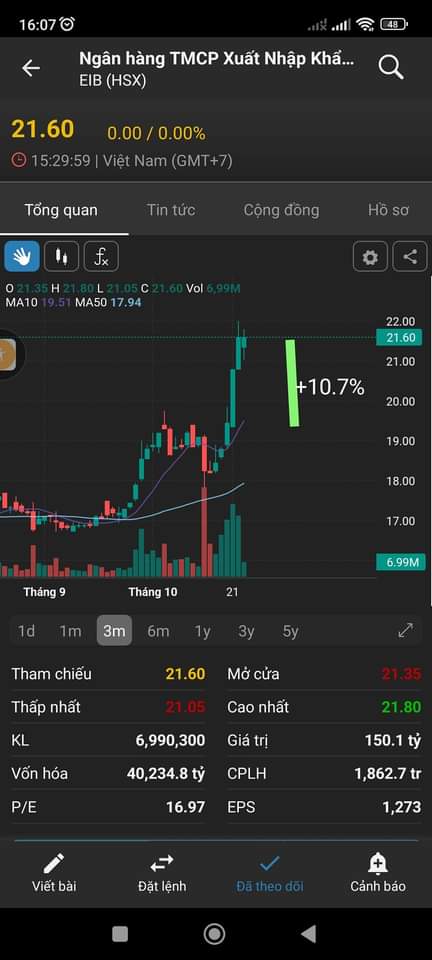 16:07
48
Ngân hàng TMCP Xuất Nhập Khẩ...
EIB (HSX)
21.60
0.00 / 0.00%
15:29:59 | Việt Nam (GMT+7)
Tổng quan
Tin tức
Cộng đồng
Hồ sơ
fx
O 21.35 H 21.80 L 21.05 C 21.60 Vol 6,99M
MA10 19.51 MA50 17.94
22.00
21.60
21.00
+10.7%
20.00
19.00
18.00
17.00
6.99M
Tháng 9
Tháng 10
21
1d 1m 3m 6m 1y 3y 5y
Tham chiếu 21.60 Mở cửa 21.35
Thấp nhất 21.05 Cao nhất 21.80
KL 6,990,300 Giá trị 150.1 tỷ
Vốn hóa 40,234.8 tỷ CPLH 1,862.7 tr
P/E 16.97 EPS 1,273
Viết bài
Đặt lệnh
Đã theo dõi
Cảnh báo